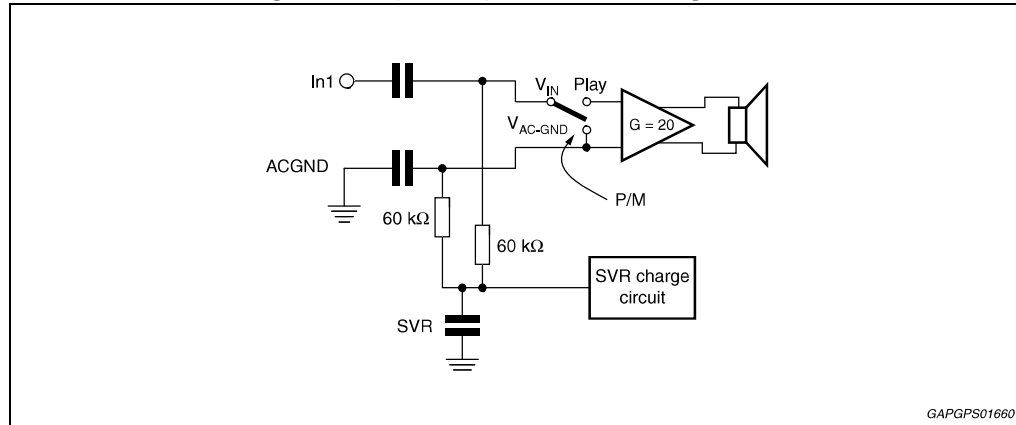 In1
V_IN
Play
V_AC-GND
G = 20
ACGND
P/M
60 kΩ
60 kΩ
SVR charge
circuit
SVR
GAPGPS01660